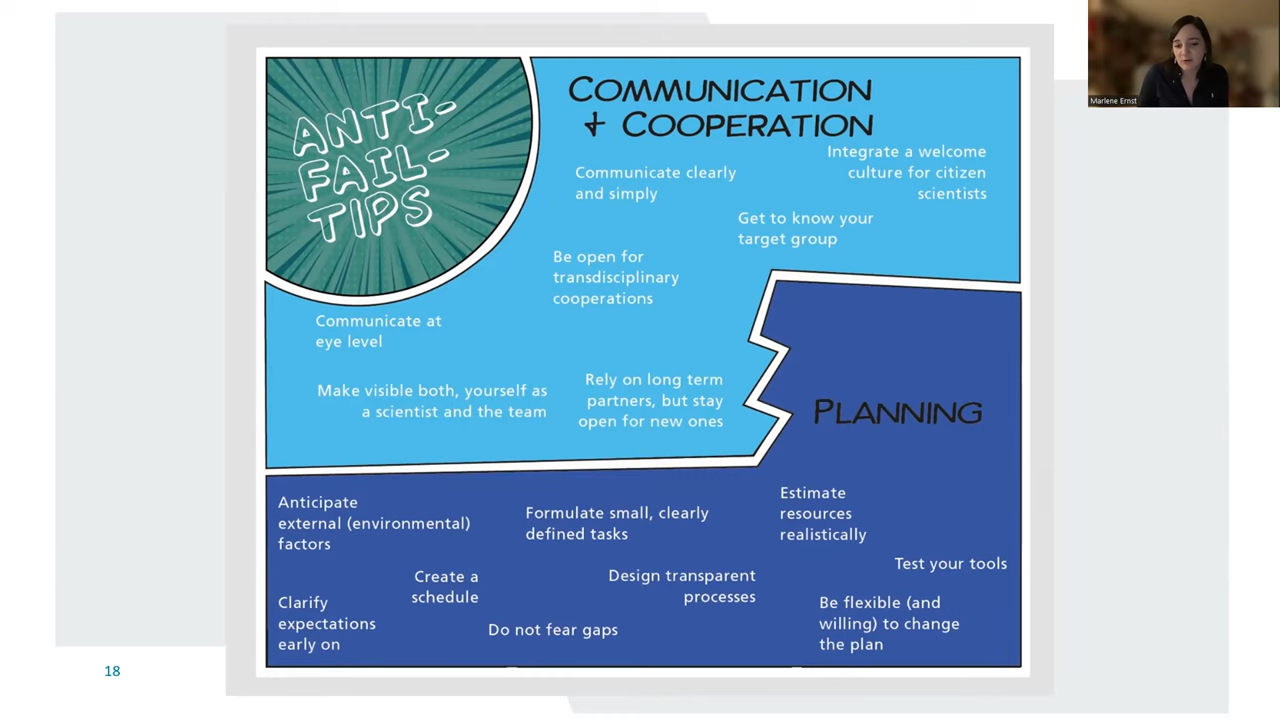 ANTI-
FAIL-
TIPS
COMMUNICATION
+ COOPERATION
Communicate clearly
and simply
Integrate a welcome
culture for citizen
scientists
Get to know your
target group
Be open for
transdisciplinary
cooperations
Communicate at
eye level
Make visible both, yourself as
a scientist and the team
Rely on long term
partners, but stay
open for new ones
PLANNING
Anticipate
external (environmental)
factors
Formulate small, clearly
defined tasks
Estimate
resources
realistically
Test your tools
Create a
schedule
Design transparent
processes
Clarify
expectations
early on
Do not fear gaps
Be flexible (and
willing) to change
the plan
18
Marlene Ernst